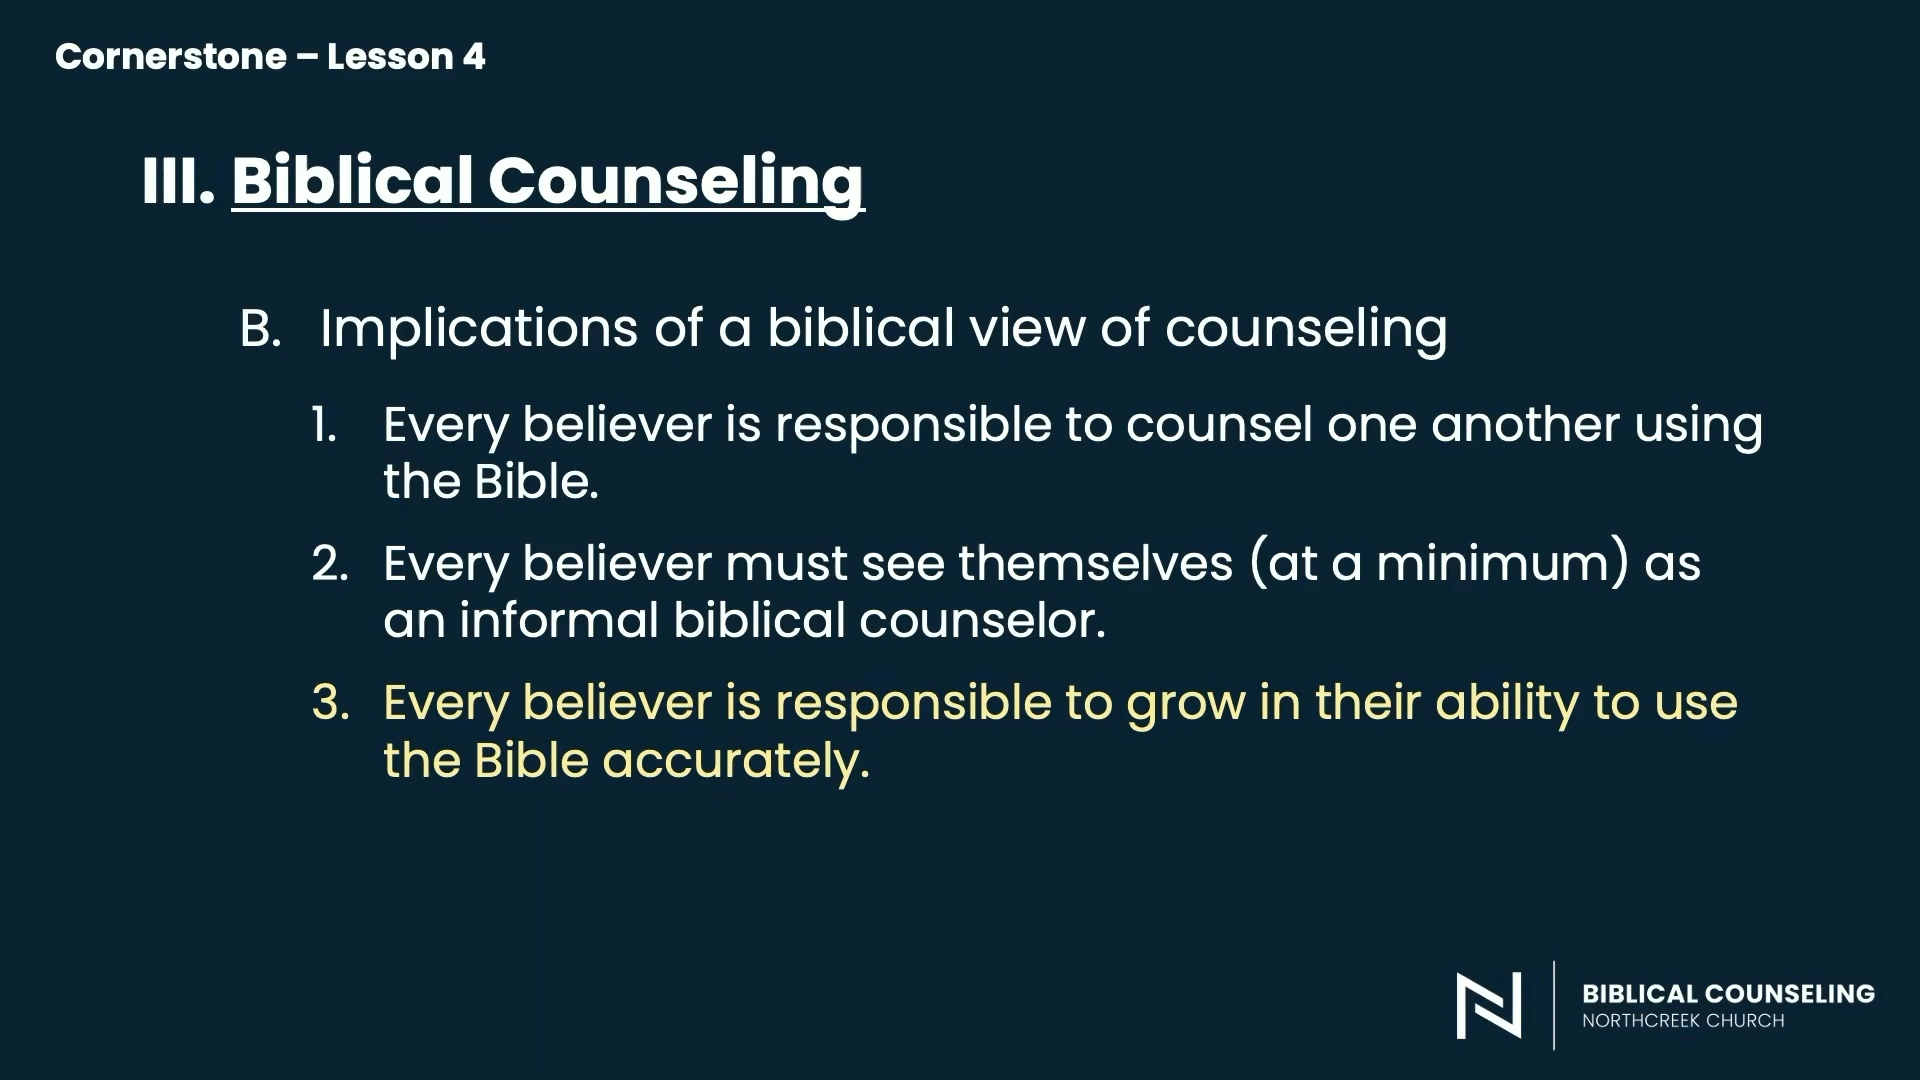 Cornerstone – Lesson 4
III. Biblical Counseling
B. Implications of a biblical view of counseling
1. Every believer is responsible to counsel one another using
the Bible.
2. Every believer must see themselves (at a minimum) as
an informal biblical counselor.
3. Every believer is responsible to grow in their ability to use
the Bible accurately.
BIBLICAL COUNSELING
NORTHCREEK CHURCH